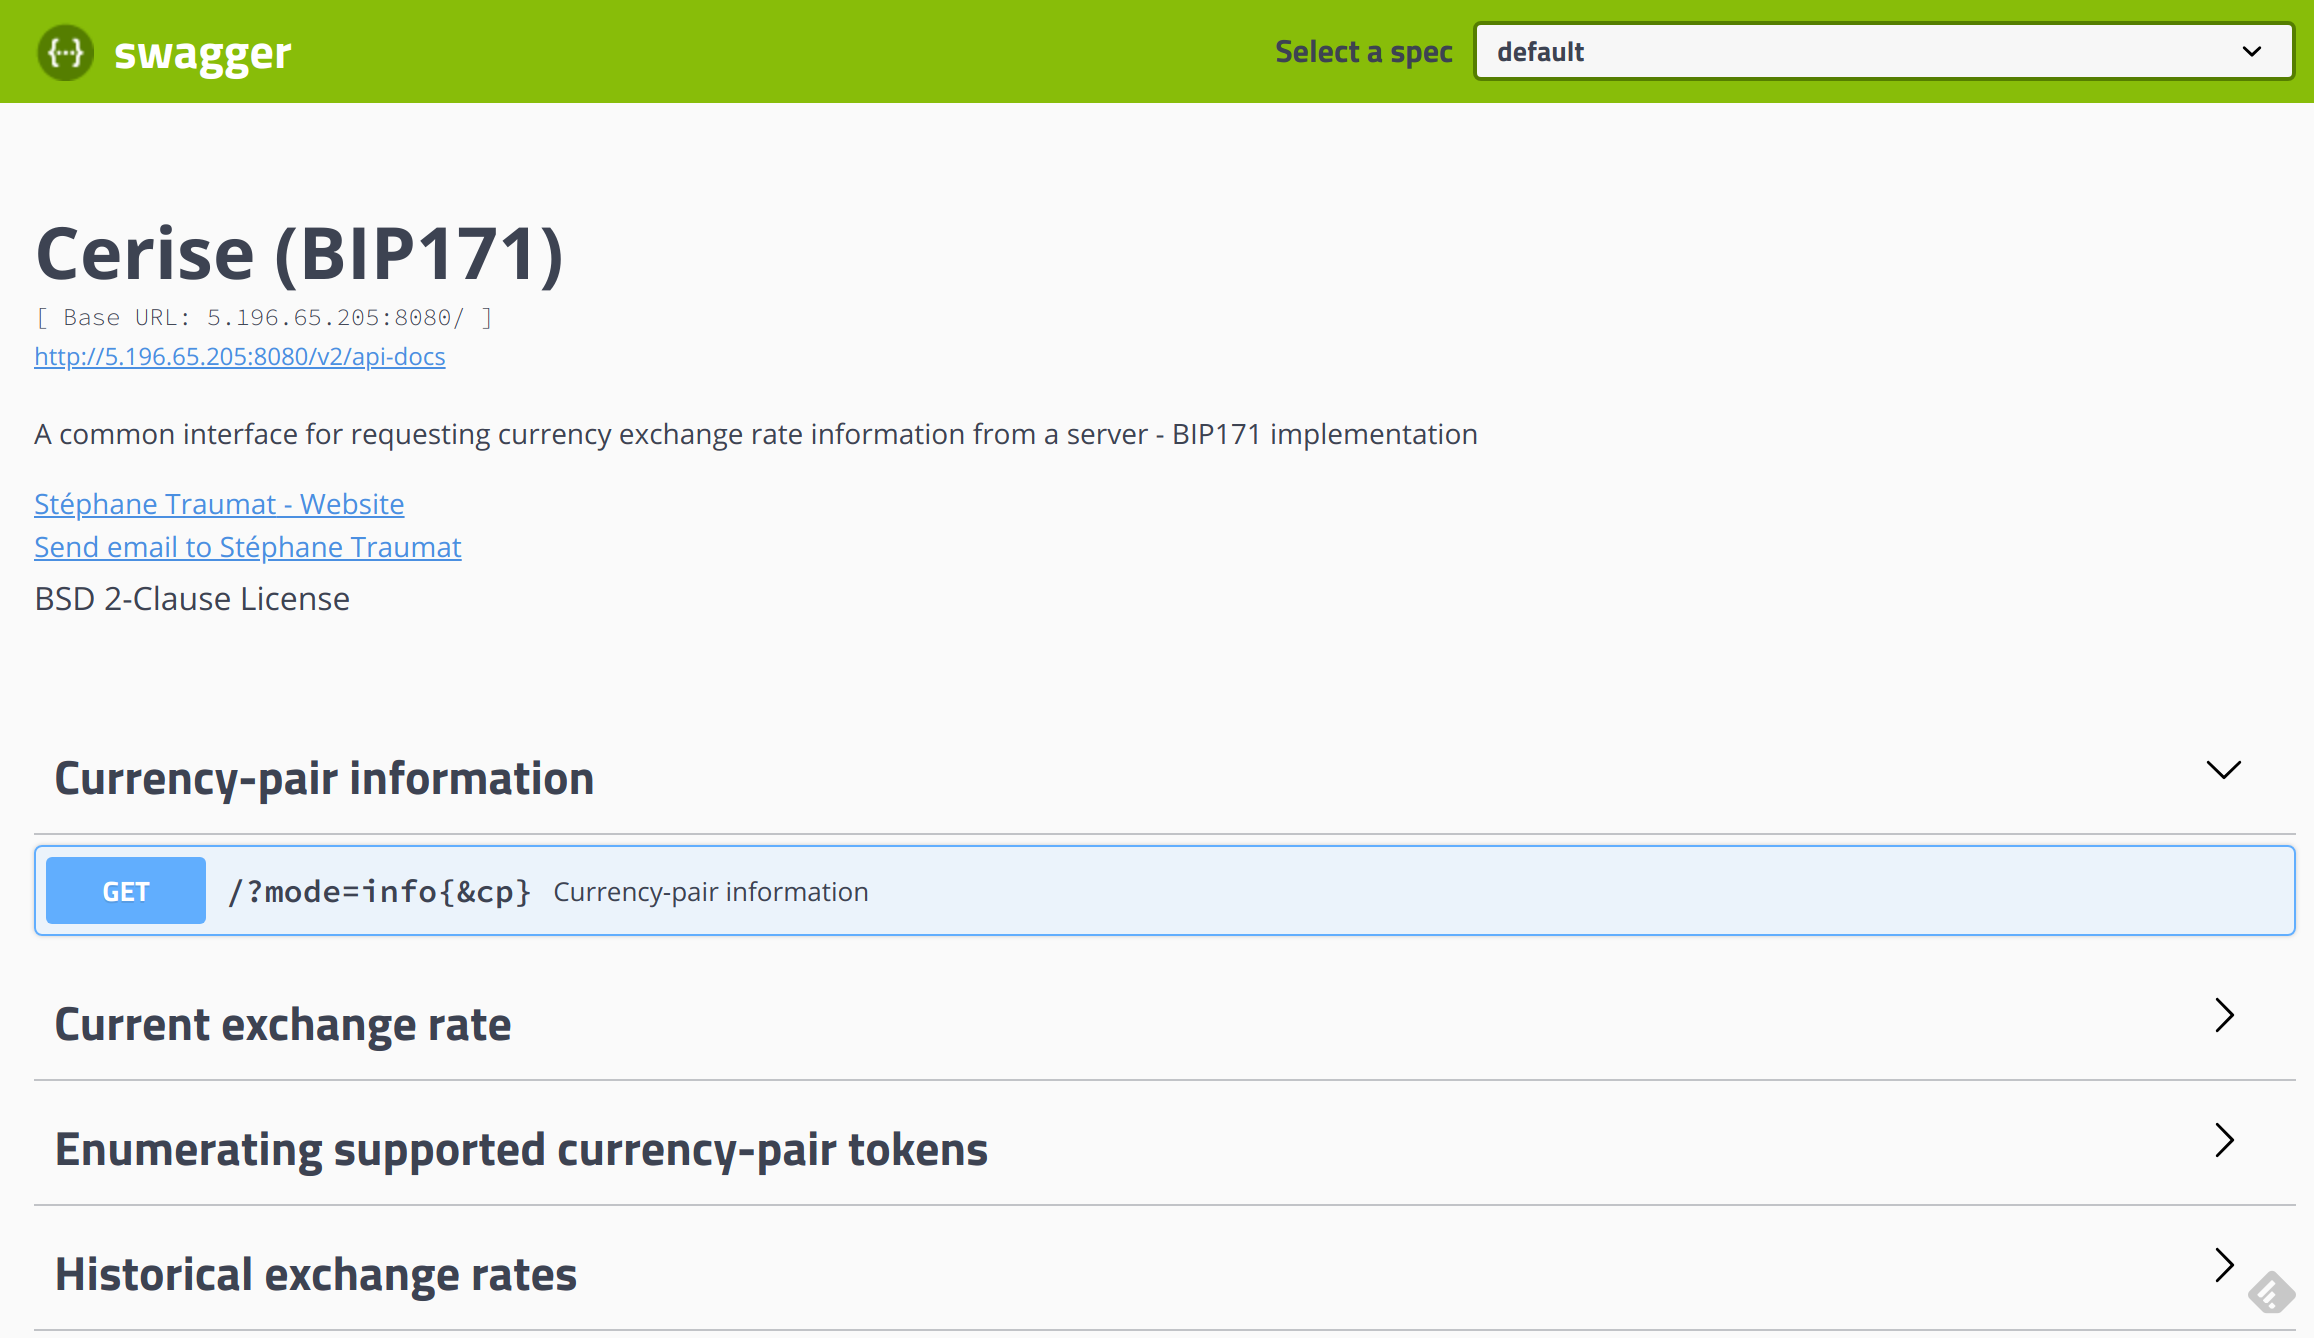 {···} swagger
Select a spec default
Cerise (BIP171)
[ Base URL: 5.196.65.205:8080/ ]
http://5.196.65.205:8080/v2/api-docs
A common interface for requesting currency exchange rate information from a server - BIP171 implementation
Stéphane Traumat - Website
Send email to Stéphane Traumat
BSD 2-Clause License
Currency-pair information
GET /?mode=info{&cp} Currency-pair information
Current exchange rate
Enumerating supported currency-pair tokens
Historical exchange rates